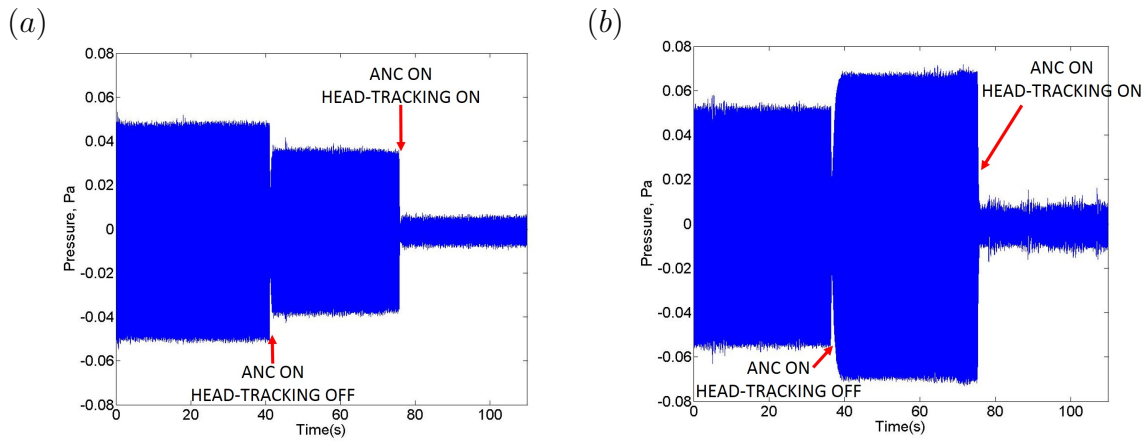 (a)
0.08
0.06
0.04
0.02
0
-0.02
-0.04
-0.06
-0.08
Pressure, Pa
ANC ON
HEAD-TRACKING ON
ANC ON
HEAD-TRACKING OFF
0 20 40 60 80 100
Time(s)
(b)
0.08
0.06
0.04
0.02
0
-0.02
-0.04
-0.06
-0.08
Pressure, Pa
ANC ON
HEAD-TRACKING ON
ANC ON
HEAD-TRACKING OFF
0 20 40 60 80 100
Time(s)